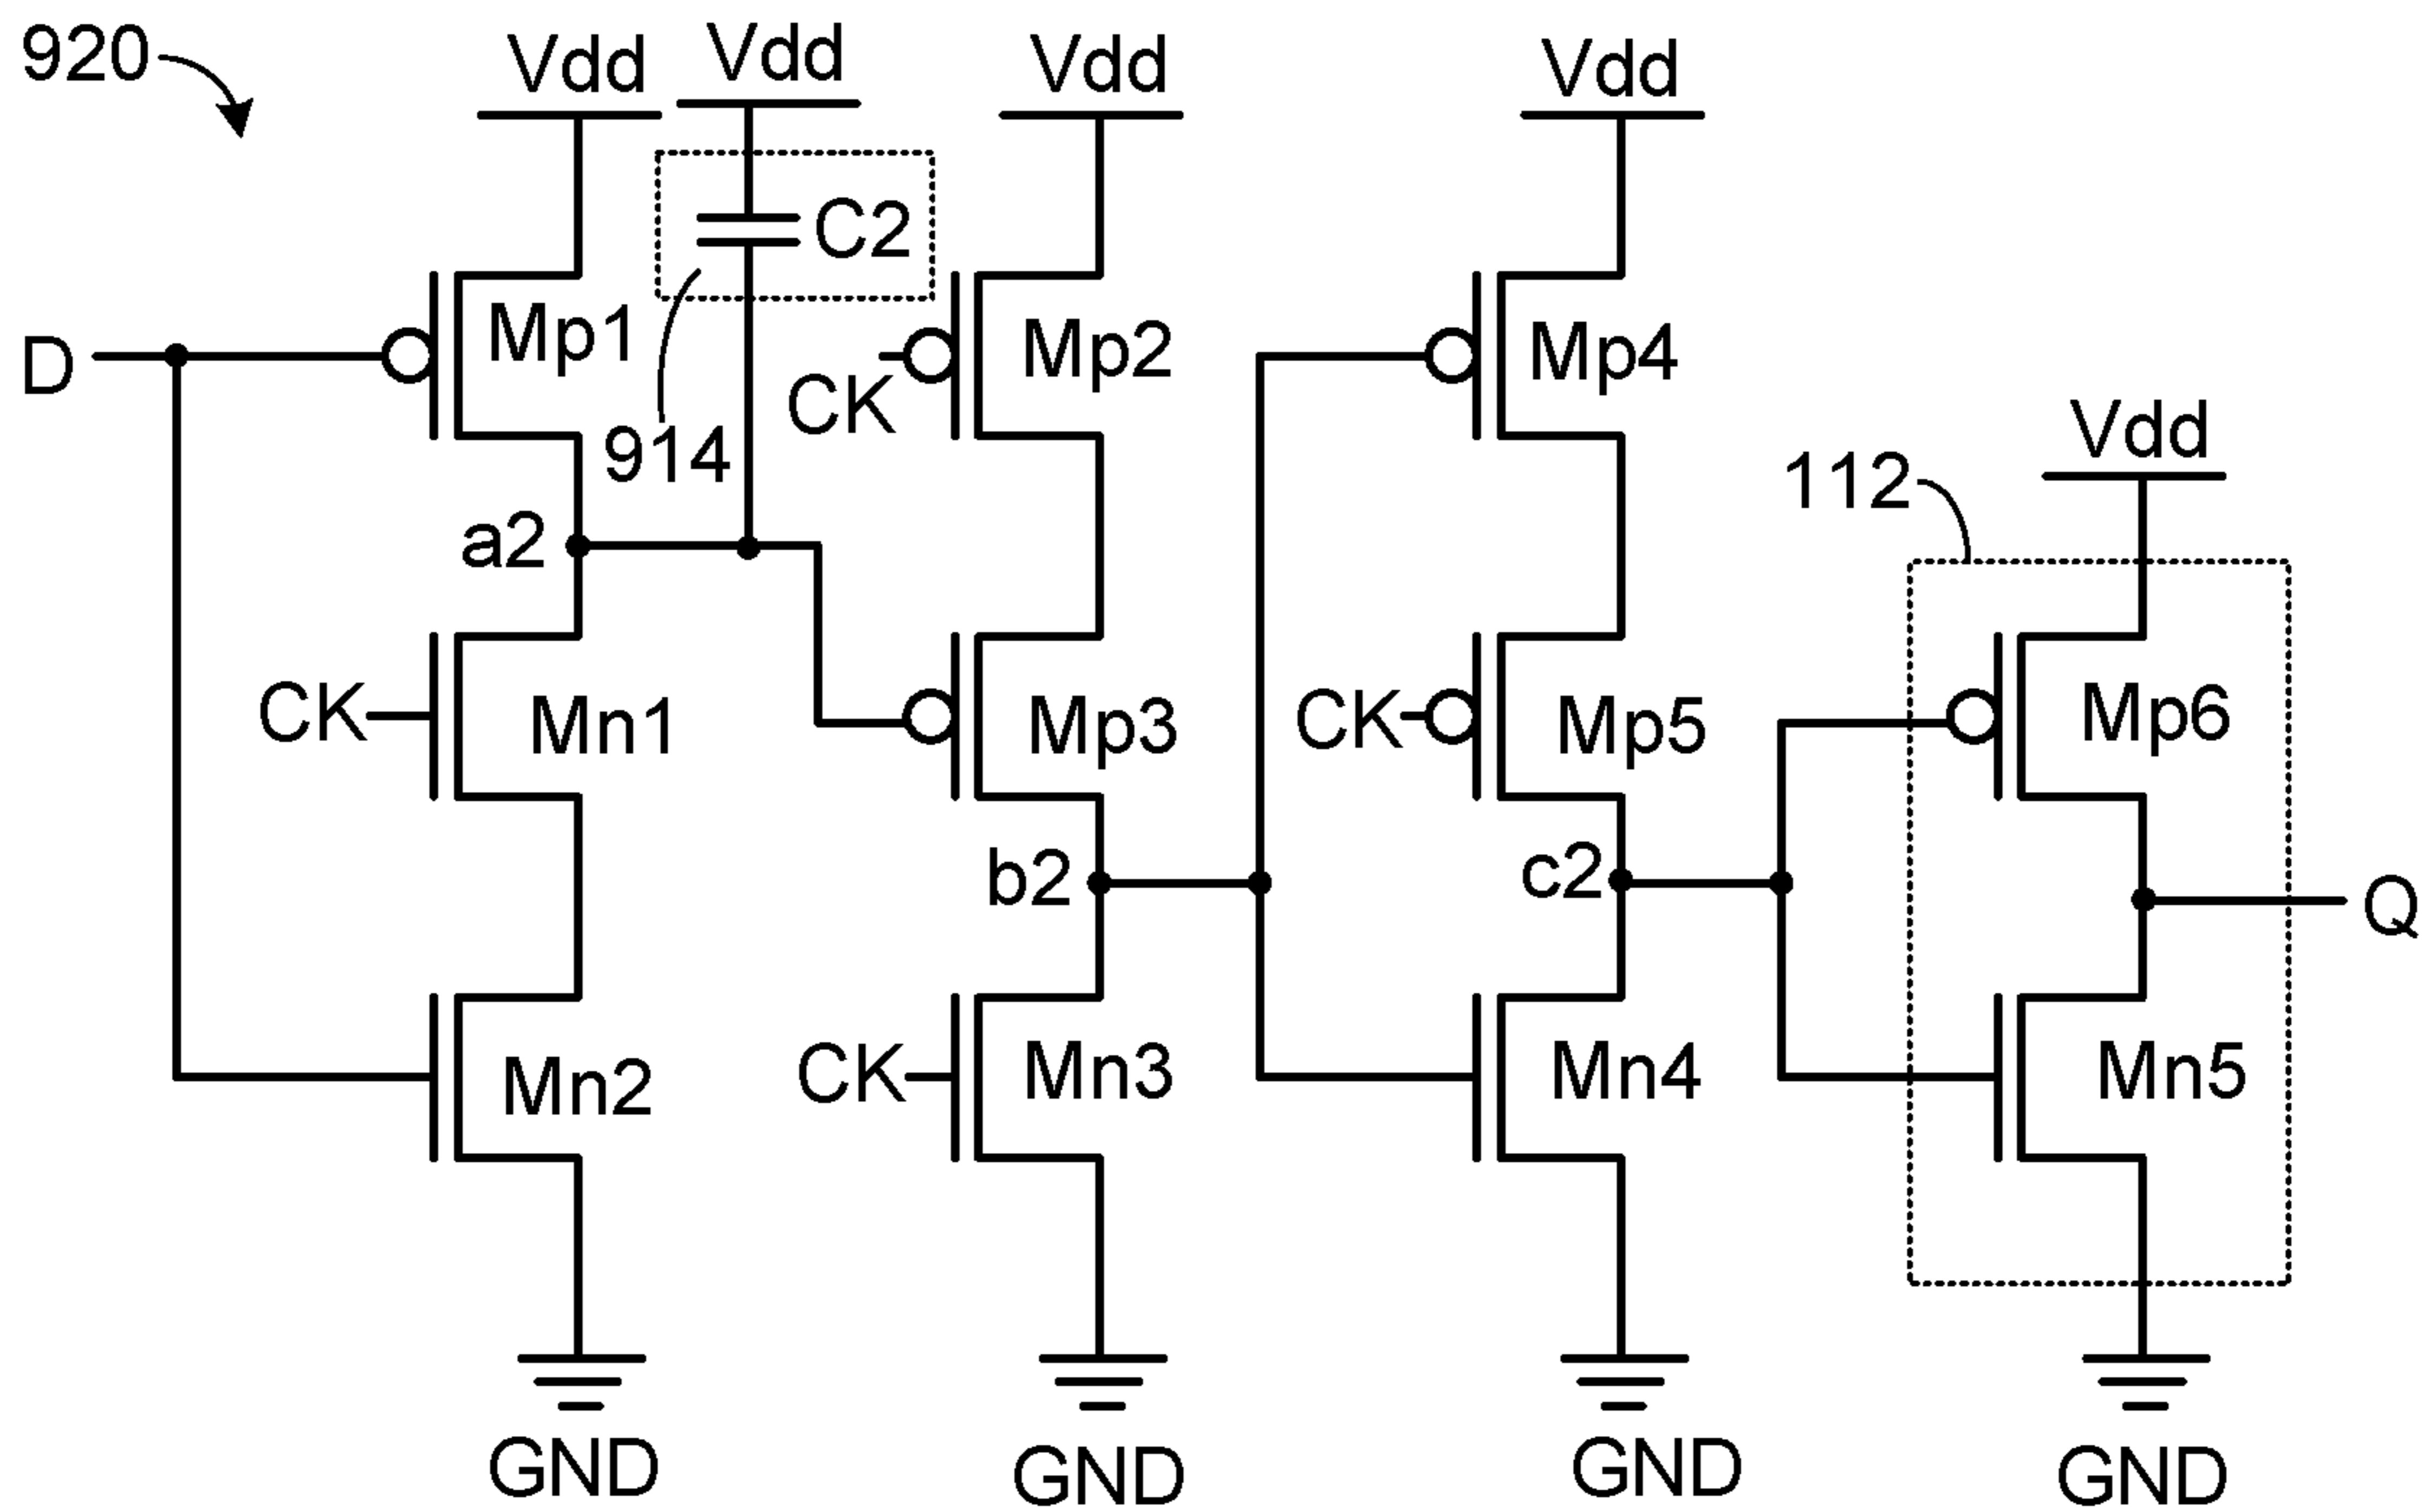 920
Vdd
Vdd
Vdd
Vdd
C2
Mp1
Mp2
Mp4
D
CK
914
Vdd
112
a2
CK
Mn1
Mp3
CK
Mp5
Mp6
b2
c2
Q
Mn2
CK
Mn3
Mn4
Mn5
GND
GND
GND
GND